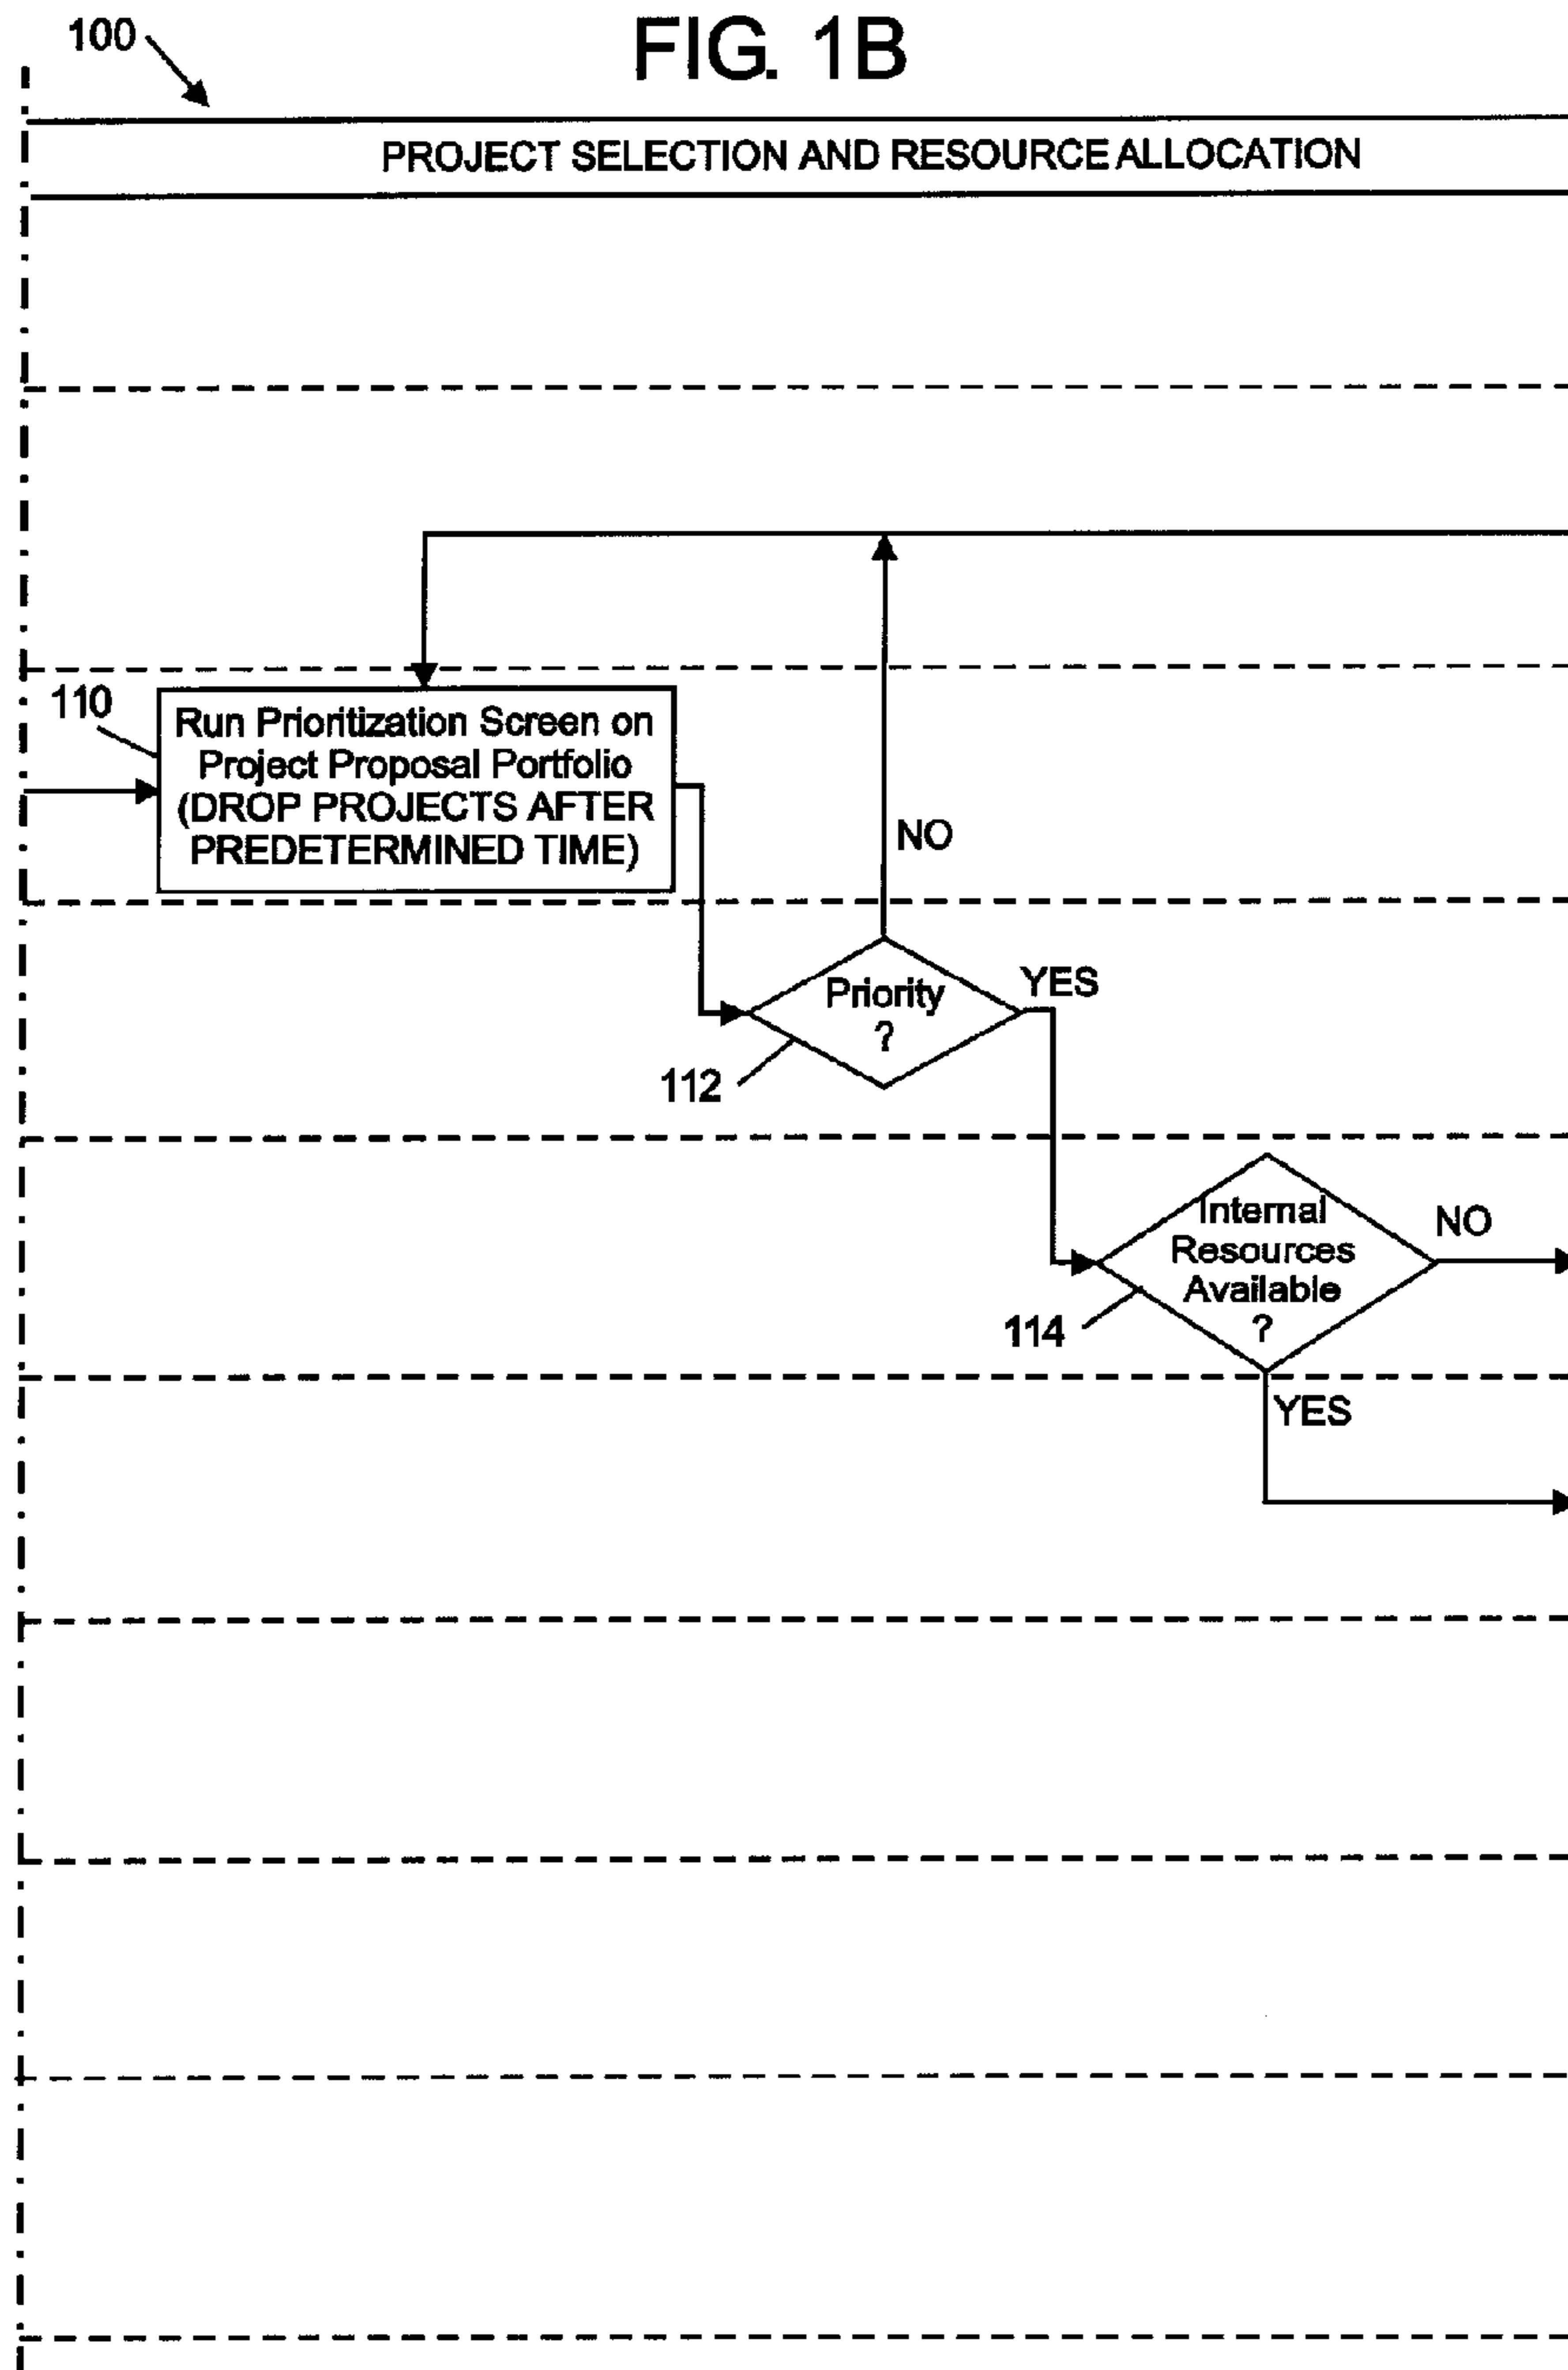 100
FIG. 1B
PROJECT SELECTION AND RESOURCE ALLOCATION
110
Run Prioritization Screen on
Project Proposal Portfolio
(DROP PROJECTS AFTER
PREDETERMINED TIME)
NO
Priority
?
YES
112
Internal
Resources
Available
?
NO
114
YES